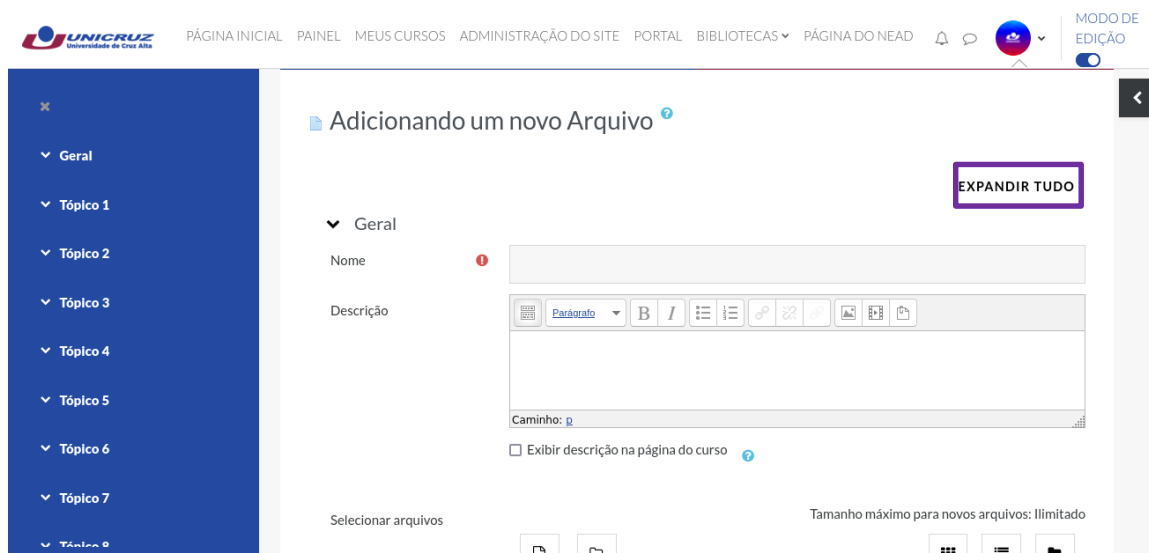 UNICRUZ
Universidade de Cruz Alta
PÁGINA INICIAL PAINEL MEUS CURSOS ADMINISTRAÇÃO DO SITE PORTAL BIBLIOTECAS PÁGINA DO NEAD
MODO DE
EDIÇÃO
Geral
Tópico 1
Tópico 2
Tópico 3
Tópico 4
Tópico 5
Tópico 6
Tópico 7
Tópico 8
Adicionando um novo Arquivo
EXPANDIR TUDO
Geral
Nome
Descrição
Parágrafo B I
Caminho: p
Exibir descrição na página do curso
Selecionar arquivos
Tamanho máximo para novos arquivos: Ilimitado